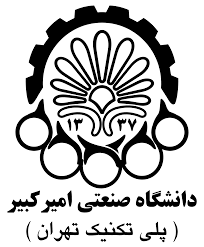 ۱۳ ۳۷
دانشگاه صنعتی امیرکبیر
( پلی تکنیک تهران )